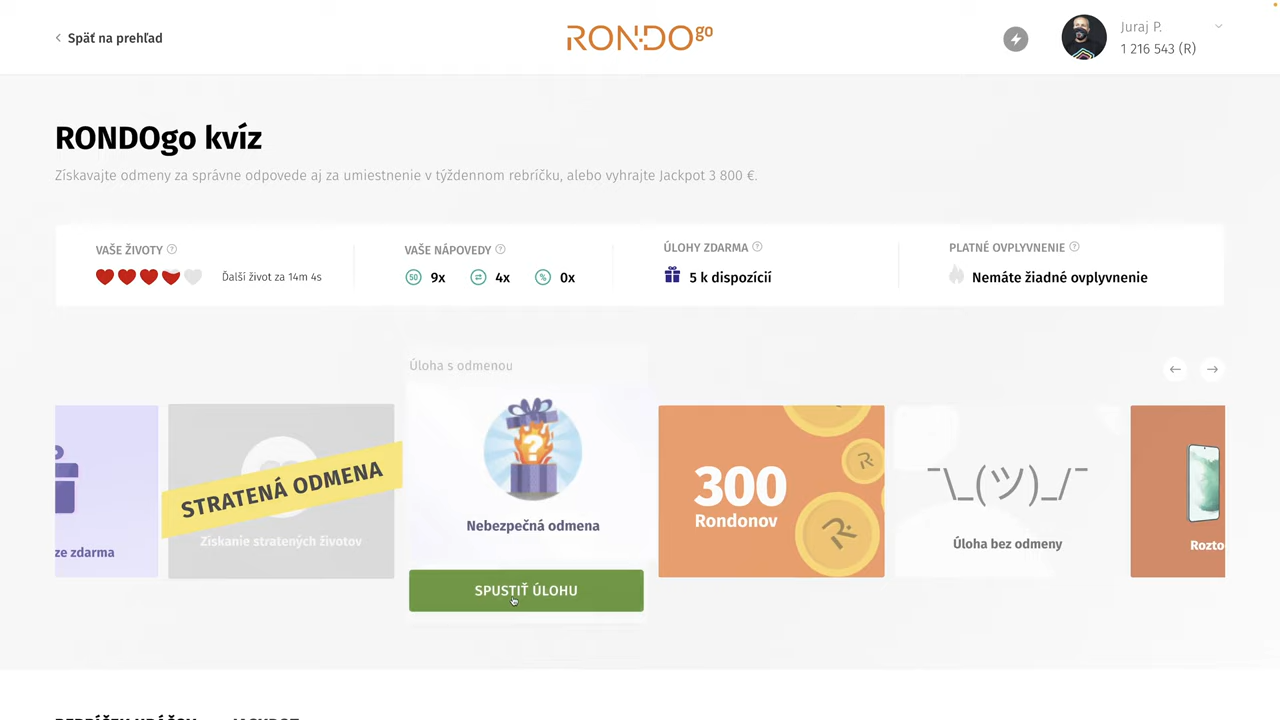 Späť na prehľad
RONDOgo
Juraj P.
1 216 543 (R)
RONDOgo kvíz
Získavajte odmeny za správne odpovede aj za umiestnenie v týždennom rebríčku, alebo vyhrajte Jackpot 3 800 €.
VAŠE ŽIVOTY ?
Ďalší život za 14m 4s
VAŠE NÁPOVEDY ?
50 9x 4x % 0x
ÚLOHY ZDARMA ?
5 k dispozícií
PLATNÉ OVPLYVNENIE ?
Nemáte žiadné ovplyvnenie
Úloha s odmenou
ze zdarma
STRATENÁ ODMENA
Získanie stratených životov
?
Nebezpečná odmena
SPUSTIŤ ÚLOHU
300
Rondonov
¯\_(ツ)_/¯
Úloha bez odmeny
Rozto